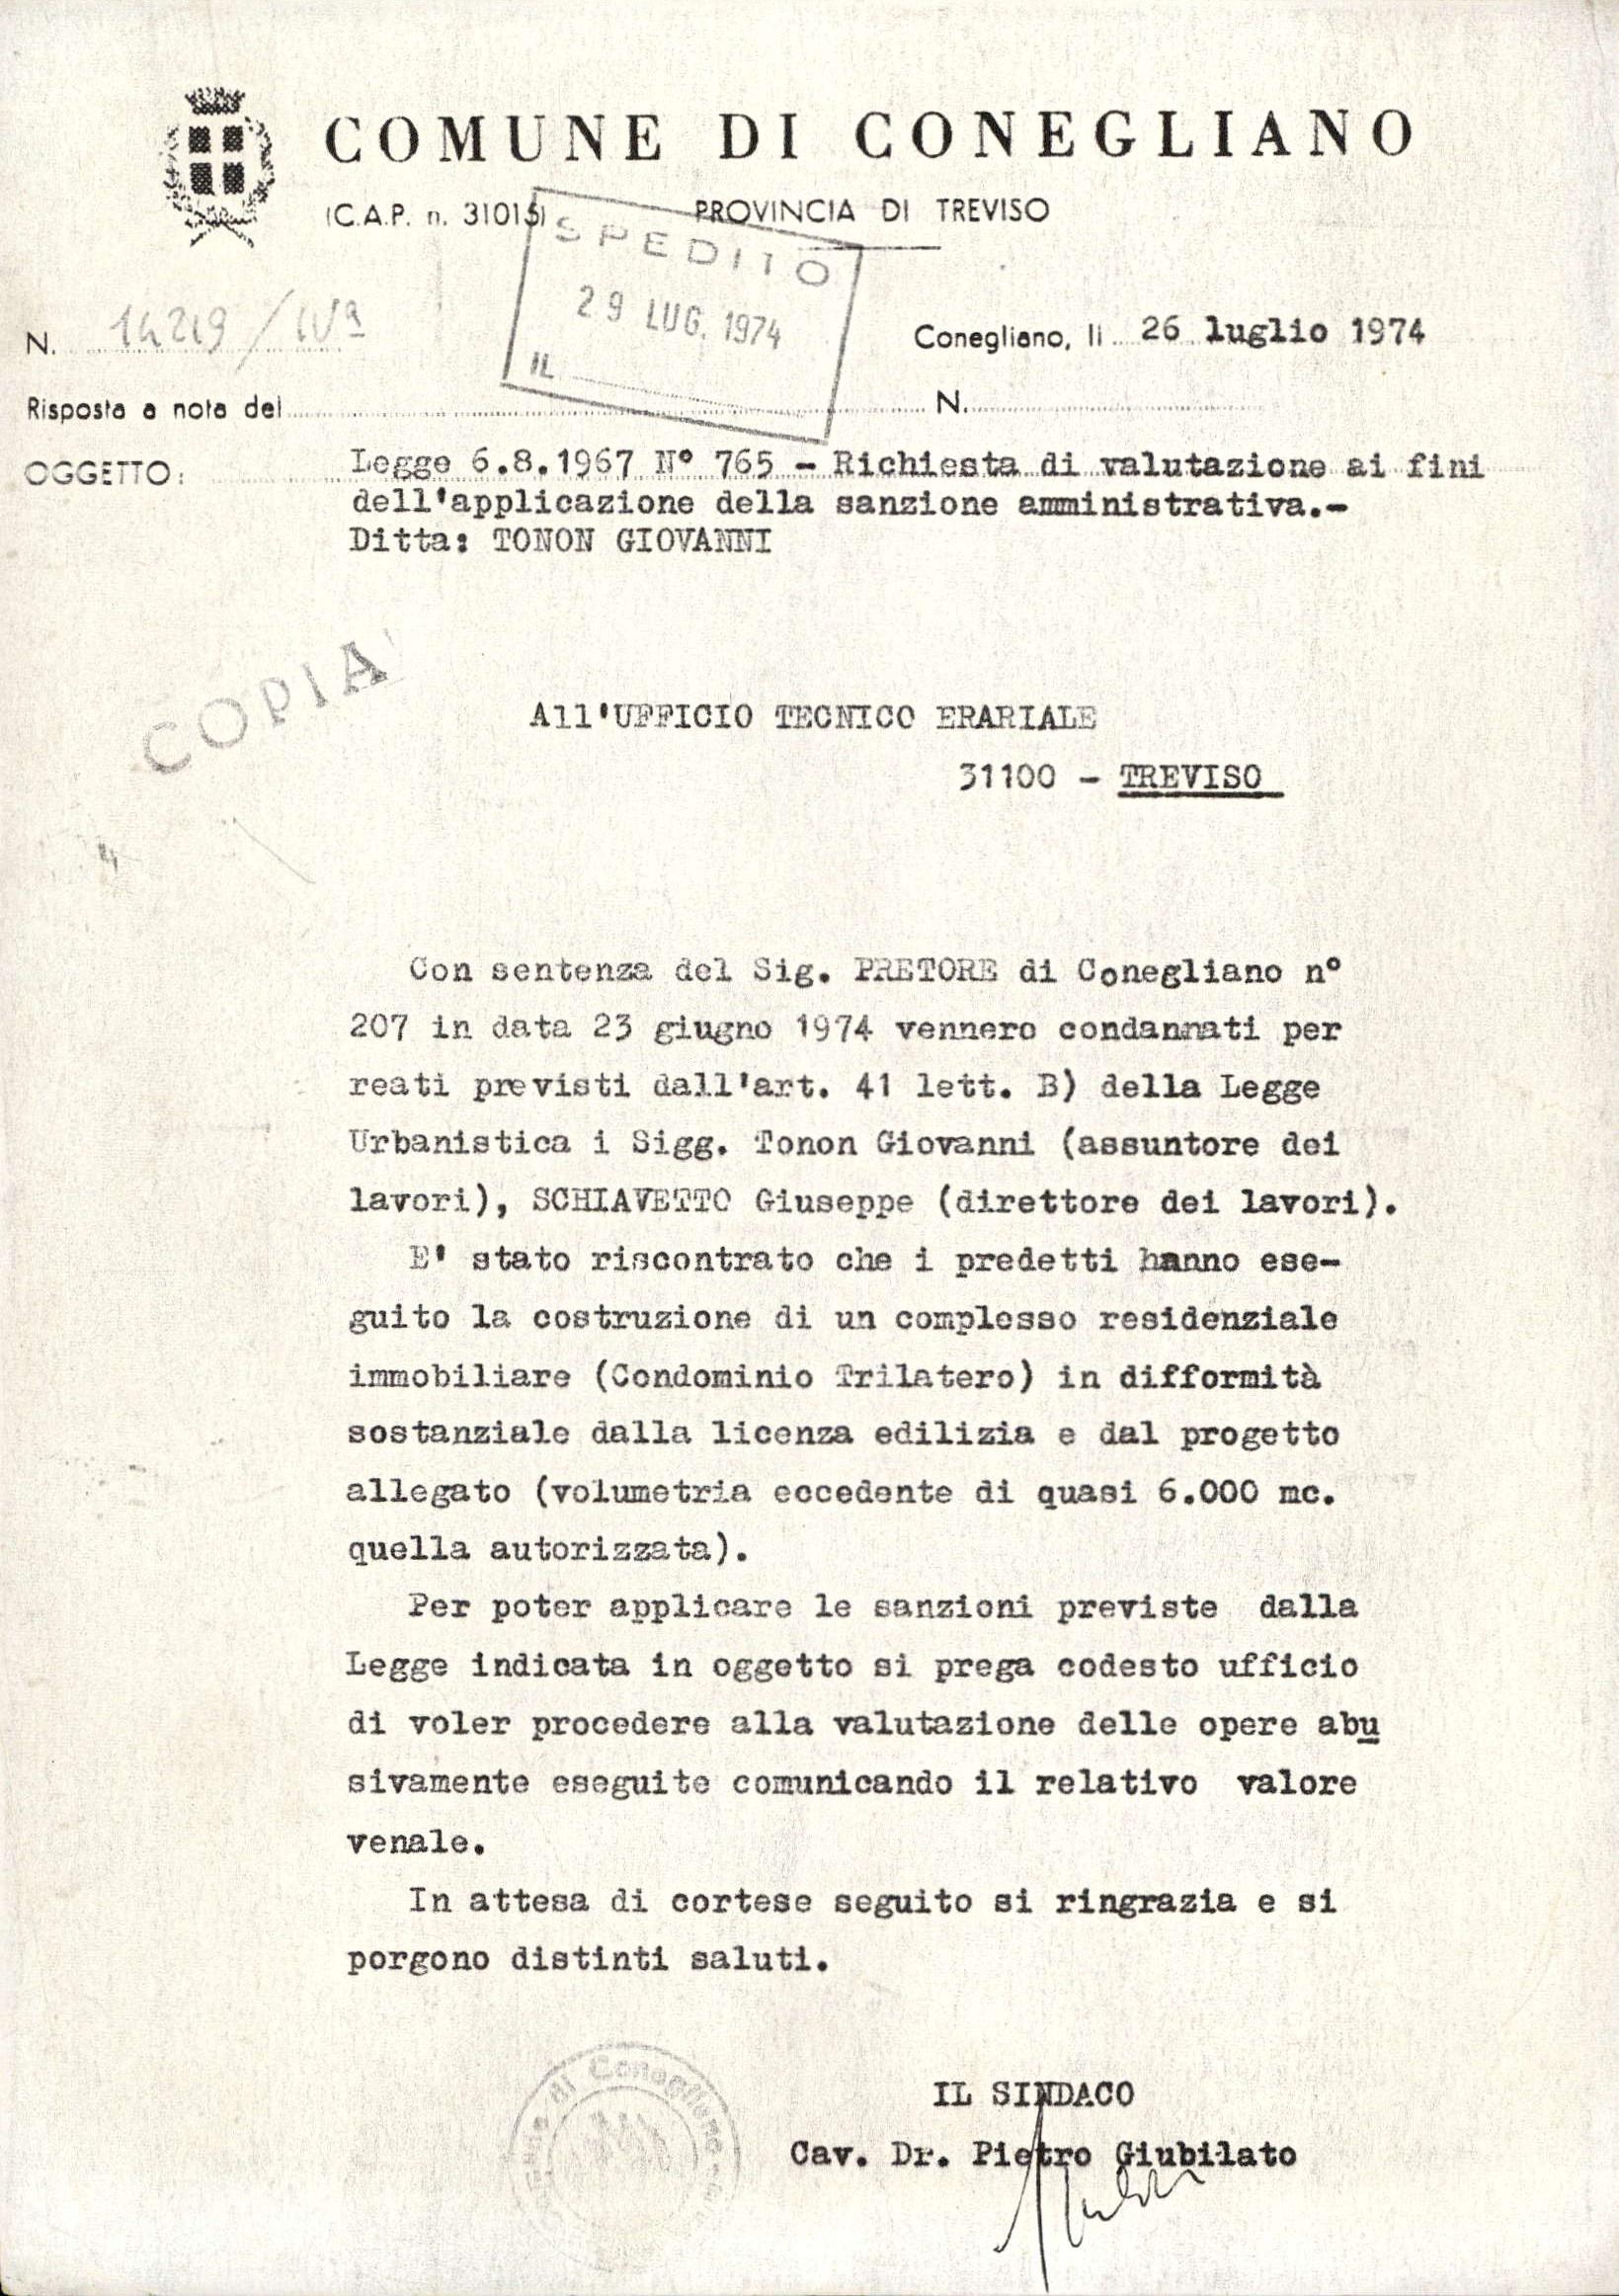 COMUNE DI CONEGLIANO
(C.A.P. n. 31015) PROVINCIA DI TREVISO
SPEDITO
29 LUG. 1974
IL
N. 14219/IVª
Conegliano, li 26 luglio 1974
Risposta a nota del N.
OGGETTO: Legge 6.8.1967 N° 765 - Richiesta di valutazione ai fini
dell'applicazione della sanzione amministrativa.-
Ditta: TONON GIOVANNI
COPIA
All'UFFICIO TECNICO ERARIALE
31100 - TREVISO
Con sentenza del Sig. PRETORE di Conegliano n°
207 in data 23 giugno 1974 vennero condannati per
reati previsti dall'art. 41 lett. B) della Legge
Urbanistica i Sigg. Tonon Giovanni (assuntore dei
lavori), SCHIAVETTO Giuseppe (direttore dei lavori).
E' stato riscontrato che i predetti hanno ese-
guito la costruzione di un complesso residenziale
immobiliare (Condominio Trilatero) in difformità
sostanziale dalla licenza edilizia e dal progetto
allegato (volumetria eccedente di quasi 6.000 mc.
quella autorizzata).
Per poter applicare le sanzioni previste dalla
Legge indicata in oggetto si prega codesto ufficio
di voler procedere alla valutazione delle opere abu
sivamente eseguite comunicando il relativo valore
venale.
In attesa di cortese seguito si ringrazia e si
porgono distinti saluti.
di Conegliano
IL SINDACO
Cav. Dr. Pietro Giubilato